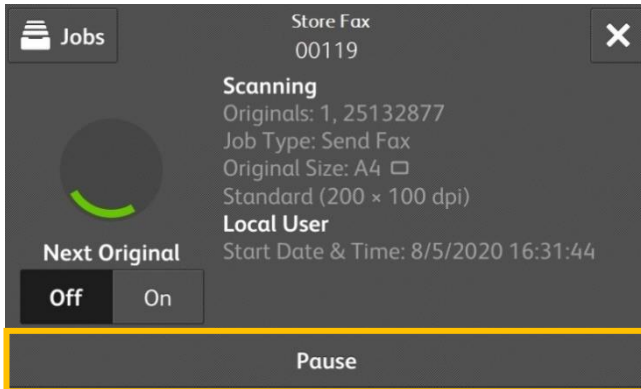 Jobs
Store Fax
00119
Scanning
Originals: 1, 25132877
Job Type: Send Fax
Original Size: A4
Standard (200 × 100 dpi)
Local User
Start Date & Time: 8/5/2020 16:31:44
Next Original
Off On
Pause